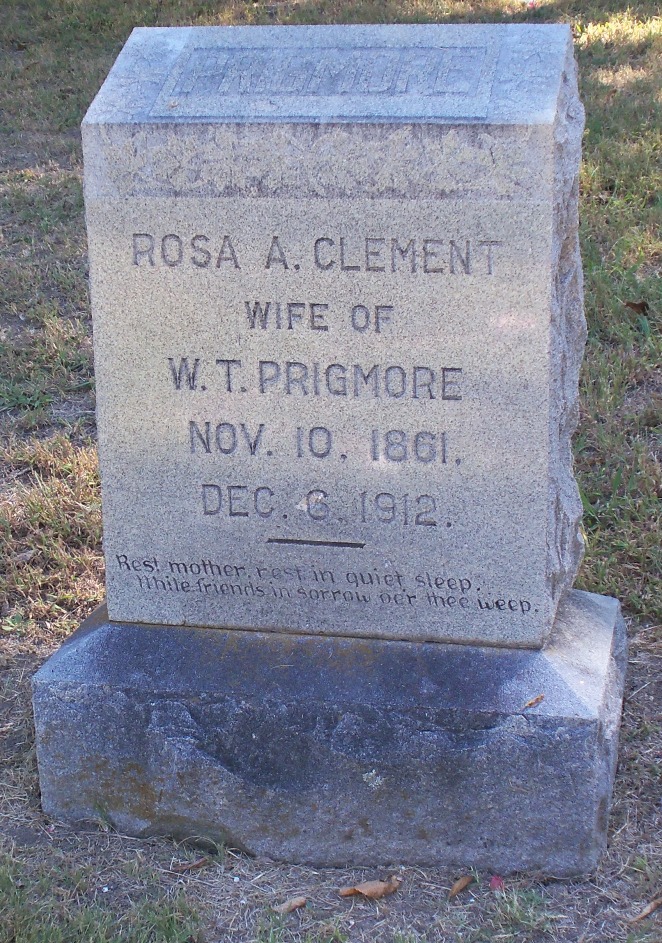 PRIGMORE
ROSA A. CLEMENT
WIFE OF
W. T. PRIGMORE
NOV. 10. 1861.
DEC. 6. 1912.
Rest mother, rest in quiet sleep.
While friends in sorrow o'er thee weep.